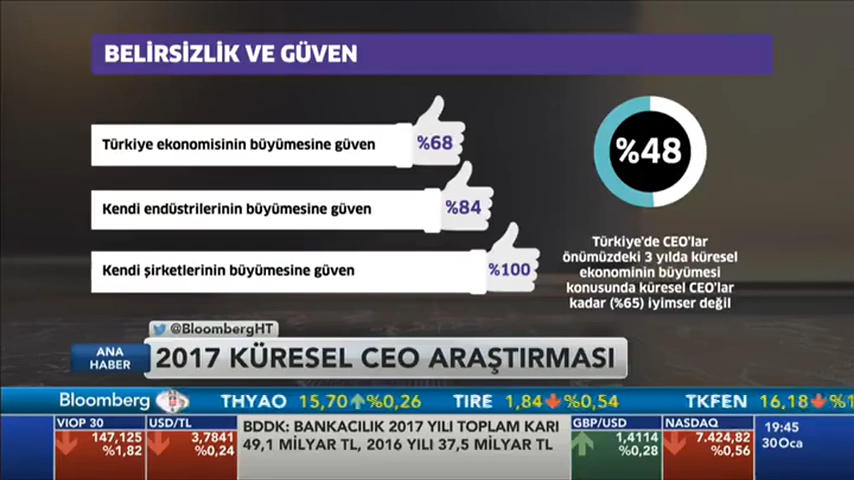 BELİRSİZLİK VE GÜVEN
Türkiye ekonomisinin büyümesine güven
%68
Kendi endüstrilerinin büyümesine güven
%84
Kendi şirketlerinin büyümesine güven
%100
%48
Türkiye'de CEO'lar
önümüzdeki 3 yılda küresel
ekonominin büyümesi
konusunda küresel CEO'lar
kadar (%65) iyimser değil
@BloombergHT
ANA
HABER
2017 KÜRESEL CEO ARAŞTIRMASI
Bloomberg HT THYAO 15,70 %0,26 TIRE 1,84 %0,54 TKFEN 16,18 %1
VIOP 30
147,125
%1,82
USD/TL
3,7841
%0,24
BDDK: BANKACILIK 2017 YILI TOPLAM KARI
49,1 MİLYAR TL, 2016 YILI 37,5 MİLYAR TL
GBP/USD
1,4114
%0,28
NASDAQ
7.424,82
%0,56
19:45
30Oca